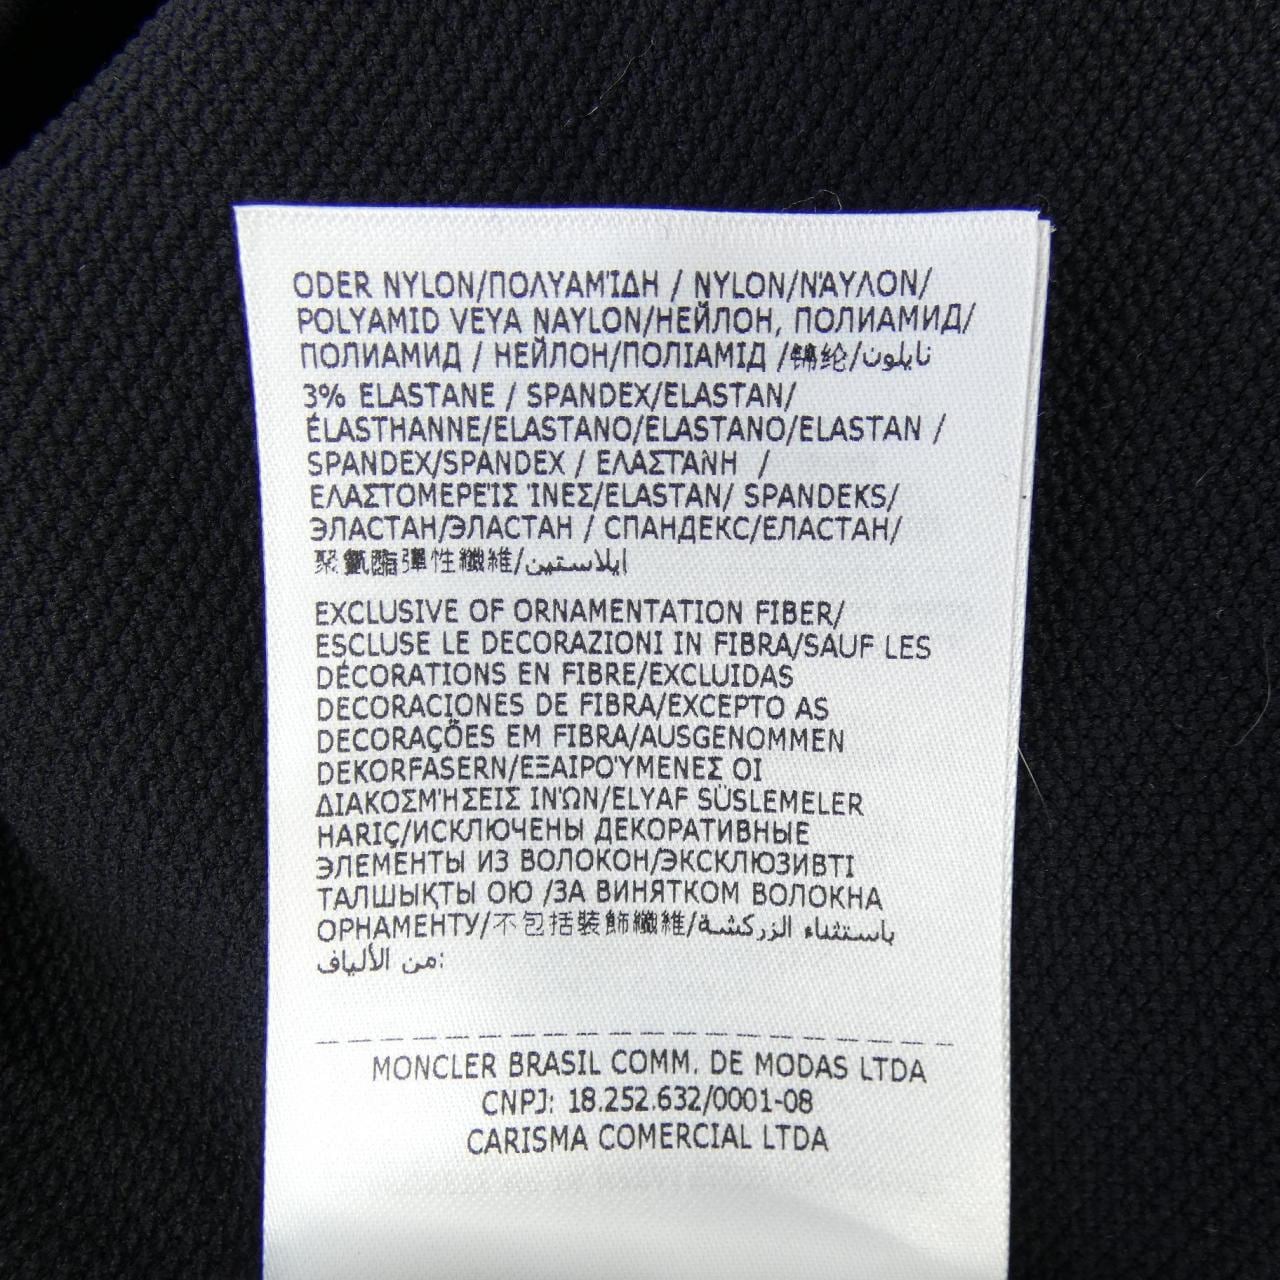 ODER NYLON/ΠΟΛΥΑΜΊΔΗ / NYLON/ΝΆΥΛΟΝ/
POLYAMID VEYA NAYLON/НЕЙЛОН, ПОЛИАМИД/
ПОЛИАМИД / НЕЙЛОН/ПОЛІАМІД /锦纶/نايلون
3% ELASTANE / SPANDEX/ELASTAN/
ÉLASTHANNE/ELASTANO/ELASTANO/ELASTAN /
SPANDEX/SPANDEX / ΕΛΑΣΤΆΝΗ /
ΕΛΑΣΤΟΜΕΡΕΊΣ ΊΝΕΣ/ELASTAN/ SPANDEKS/
ЭЛАСТАН/ЭЛАСТАН / СПАНДЕКС/ЕЛАСТАН/
聚氨酯彈性纖維/ايلاستين
EXCLUSIVE OF ORNAMENTATION FIBER/
ESCLUSE LE DECORAZIONI IN FIBRA/SAUF LES
DÉCORATIONS EN FIBRE/EXCLUIDAS
DECORACIONES DE FIBRA/EXCEPTO AS
DECORAÇÕES EM FIBRA/AUSGENOMMEN
DEKORFASERN/ΕΞΑΙΡΟΎΜΕΝΕΣ ΟΙ
ΔΙΑΚΟΣΜΉΣΕΙΣ ΙΝΏΝ/ELYAF SÜSLEMELER
HARIÇ/ИСКЛЮЧЕНЫ ДЕКОРАТИВНЫЕ
ЭЛЕМЕНТЫ ИЗ ВОЛОКОН/ЭКСКЛЮЗИВТІ
ТАЛШЫҚТЫ ОЮ /ЗА ВИНЯТКОМ ВОЛОКНА
ОРНАМЕНТУ/不包括裝飾纖維/باستثناء الزركشة
من الألياف:
MONCLER BRASIL COMM. DE MODAS LTDA
CNPJ: 18.252.632/0001-08
CARISMA COMERCIAL LTDA